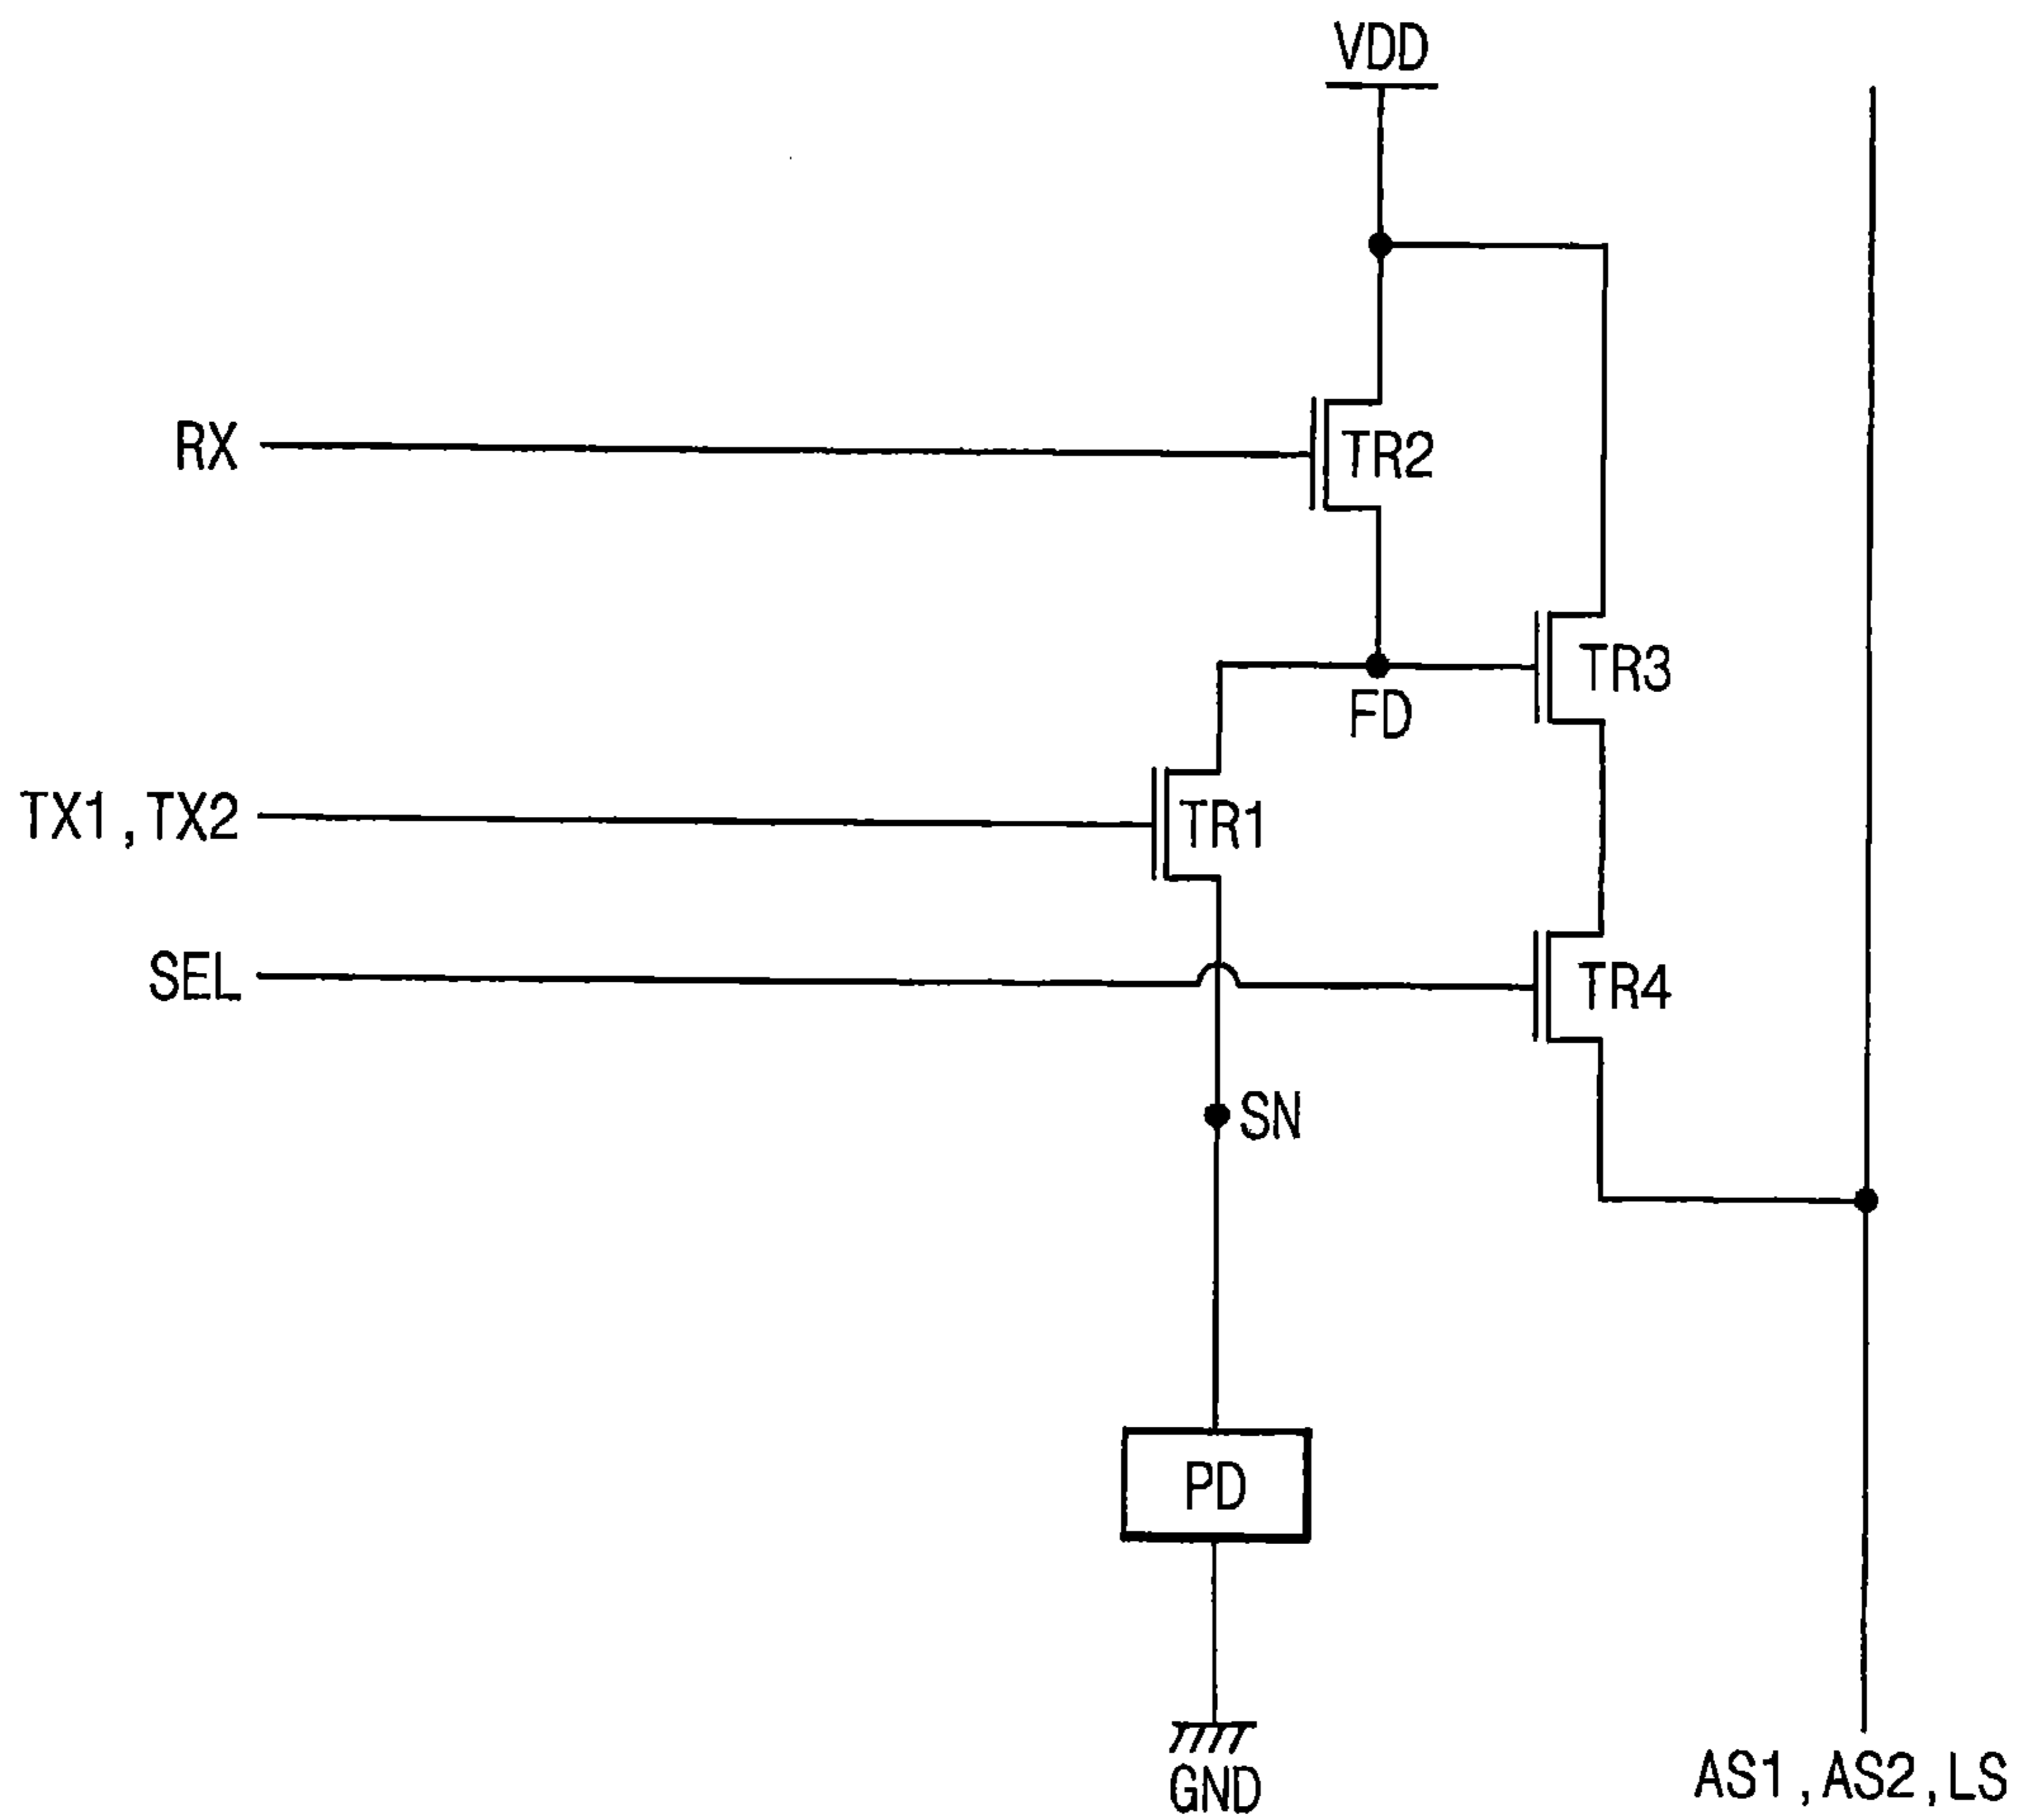 VDD
RX
TR2
TR3
FD
TX1,TX2
TR1
SEL
TR4
SN
PD
GND
AS1,AS2,LS